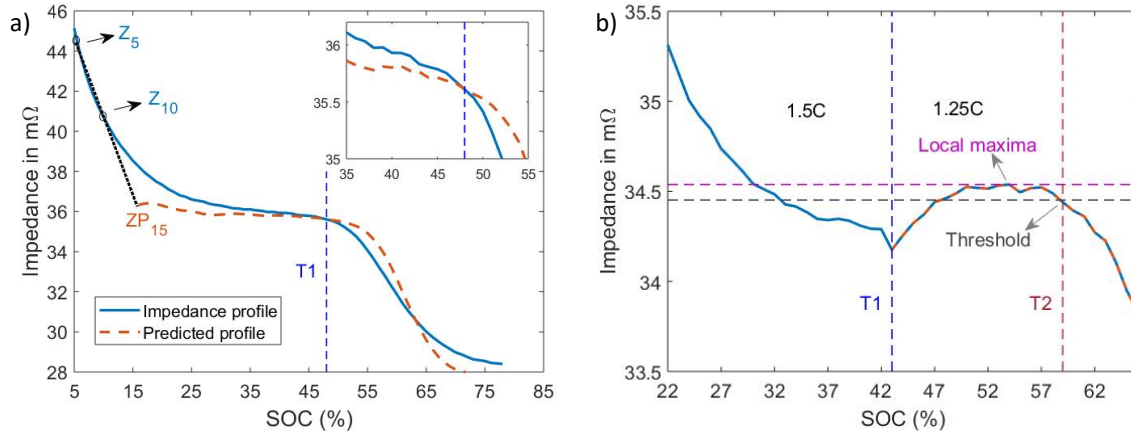 a)
46
44
42
40
38
36
34
32
30
28
Impedance in mΩ
Z5
Z10
ZP15
T1
Impedance profile
Predicted profile
36
35.5
35
35
40
45
50
55
5
15
25
35
45
55
65
75
85
SOC (%)
b)
35.5
35
34.5
34
33.5
Impedance in mΩ
1.5C
1.25C
Local maxima
Threshold
T1
T2
22
27
32
37
42
47
52
57
62
SOC (%)